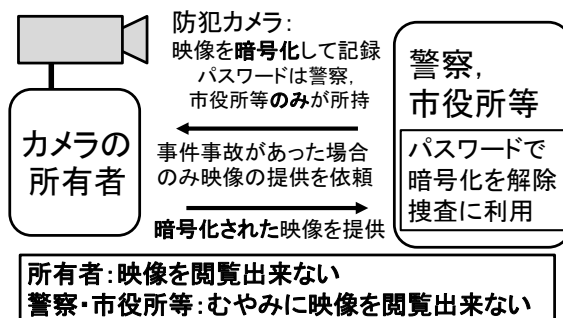 防犯カメラ:
映像を暗号化して記録
パスワードは警察,
市役所等のみが所持
カメラの
所有者
事件事故があった場合
のみ映像の提供を依頼
暗号化された映像を提供
警察,
市役所等
パスワードで
暗号化を解除
捜査に利用
所有者:映像を閲覧出来ない
警察・市役所等:むやみに映像を閲覧出来ない